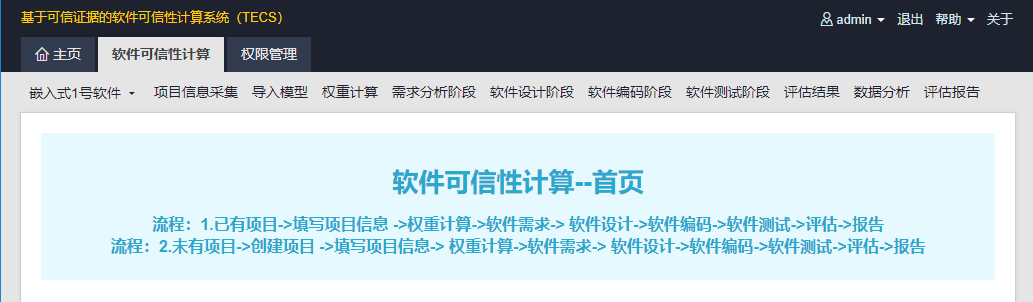 基于可信证据的软件可信性计算系统（TECS）
admin 退出 帮助 关于
主页 软件可信性计算 权限管理
嵌入式1号软件 项目信息采集 导入模型 权重计算 需求分析阶段 软件设计阶段 软件编码阶段 软件测试阶段 评估结果 数据分析 评估报告
软件可信性计算--首页
流程：1.已有项目->填写项目信息 ->权重计算->软件需求-> 软件设计->软件编码->软件测试->评估->报告
流程：2.未有项目->创建项目 ->填写项目信息-> 权重计算->软件需求-> 软件设计->软件编码->软件测试->评估->报告